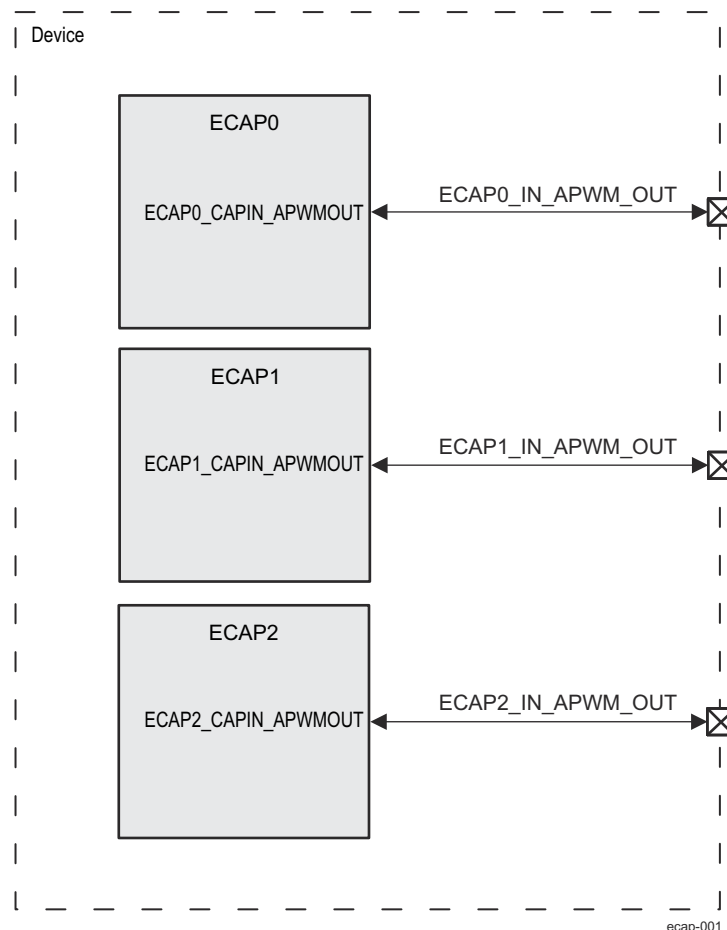 Device
ECAP0
ECAP0_CAPIN_APWMOUT
ECAP0_IN_APWM_OUT
ECAP1
ECAP1_CAPIN_APWMOUT
ECAP1_IN_APWM_OUT
ECAP2
ECAP2_CAPIN_APWMOUT
ECAP2_IN_APWM_OUT
ecap-001